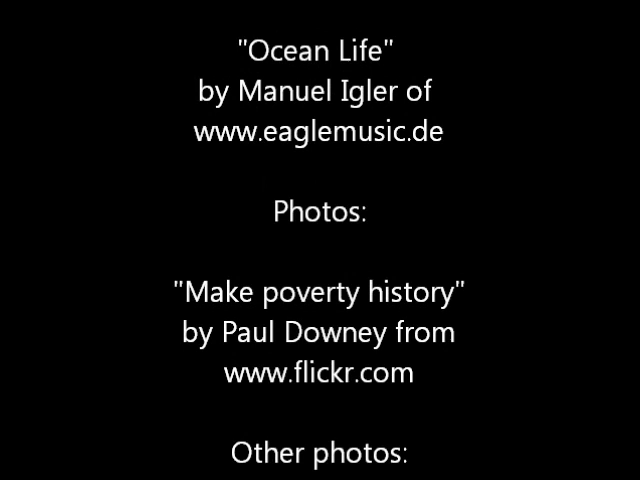 "Ocean Life"
by Manuel Igler of
www.eaglemusic.de
Photos:
"Make poverty history"
by Paul Downey from
www.flickr.com
Other photos: